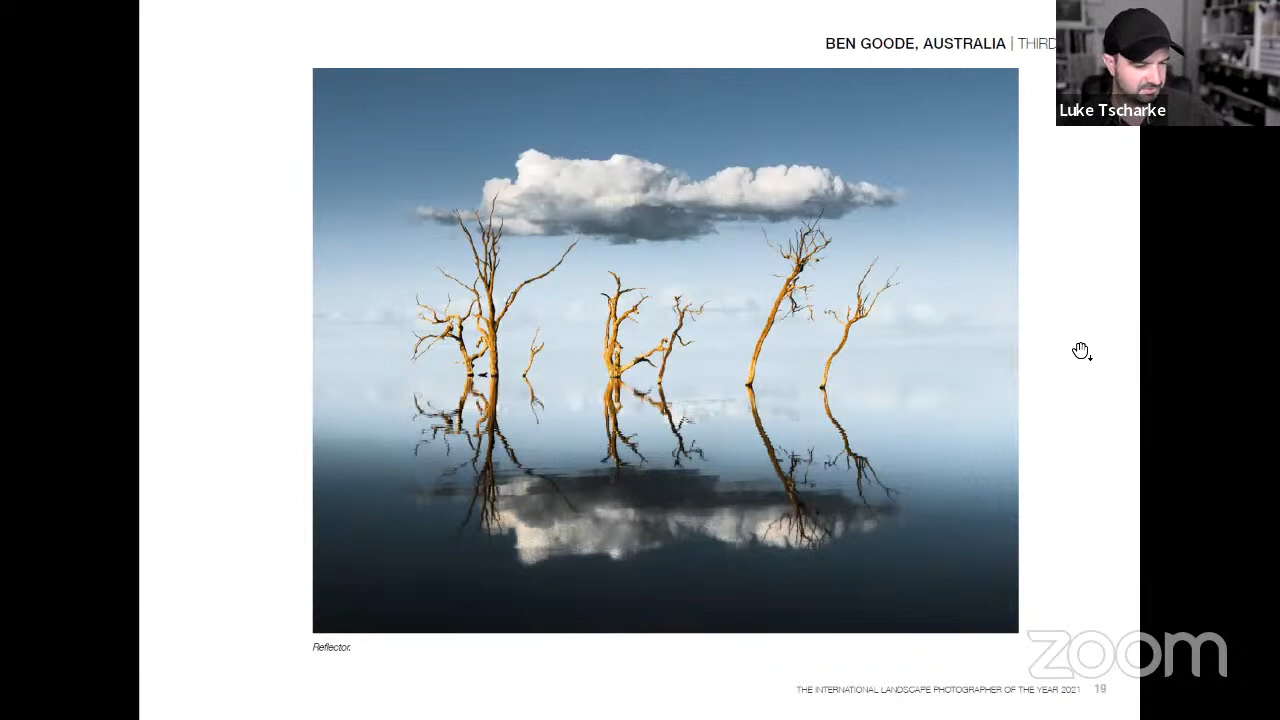 BEN GOODE, AUSTRALIA | THIRD
Luke Tscharke
Reflector.
zoom
THE INTERNATIONAL LANDSCAPE PHOTOGRAPHER OF THE YEAR 2021 19